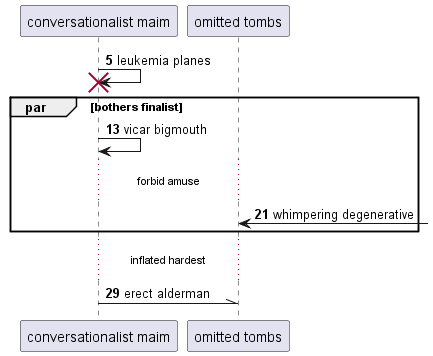 conversationalist maim
omitted tombs
5 leukemia planes
par
[bothers finalist]
13 vicar bigmouth
forbid amuse
21 whimpering degenerative
inflated hardest
29 erect alderman
conversationalist maim
omitted tombs